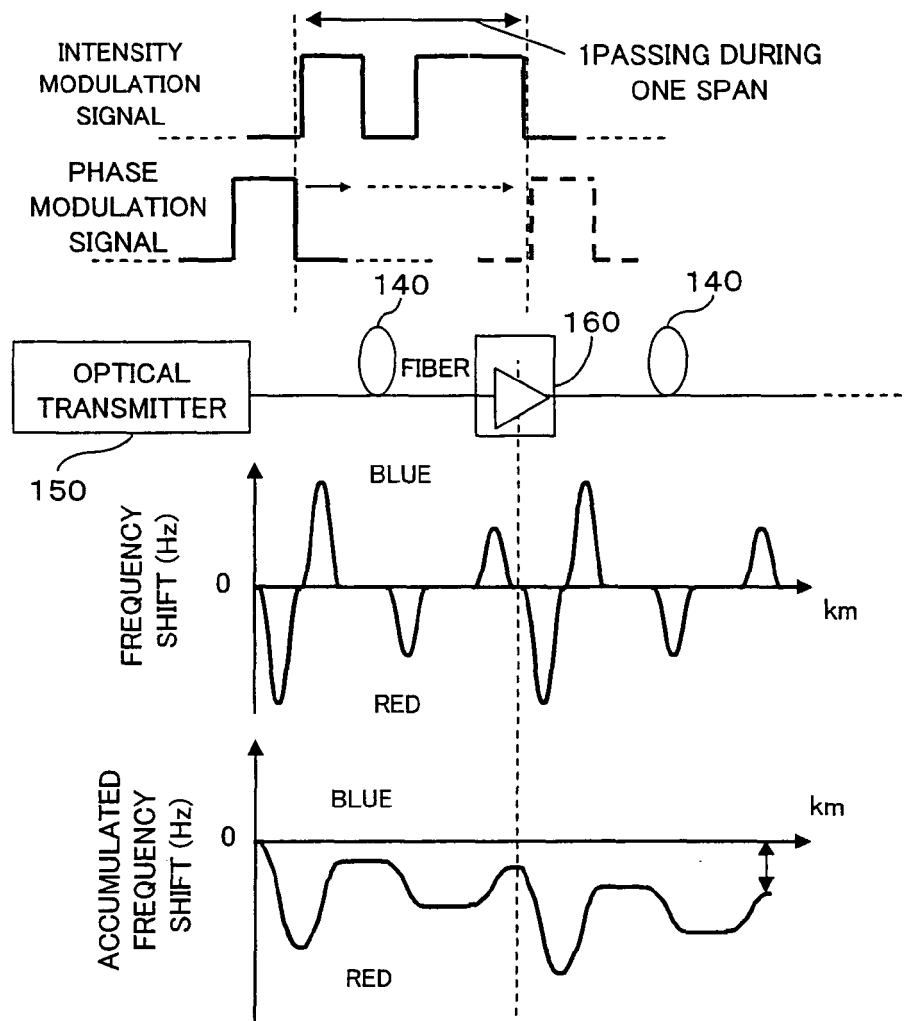 INTENSITY
MODULATION
SIGNAL
1PASSING DURING
ONE SPAN
PHASE
MODULATION
SIGNAL
140
140
160
OPTICAL
TRANSMITTER
FIBER
150
BLUE
FREQUENCY
SHIFT (Hz)
0
km
RED
ACCUMULATED
FREQUENCY
SHIFT (Hz)
BLUE
km
0
RED